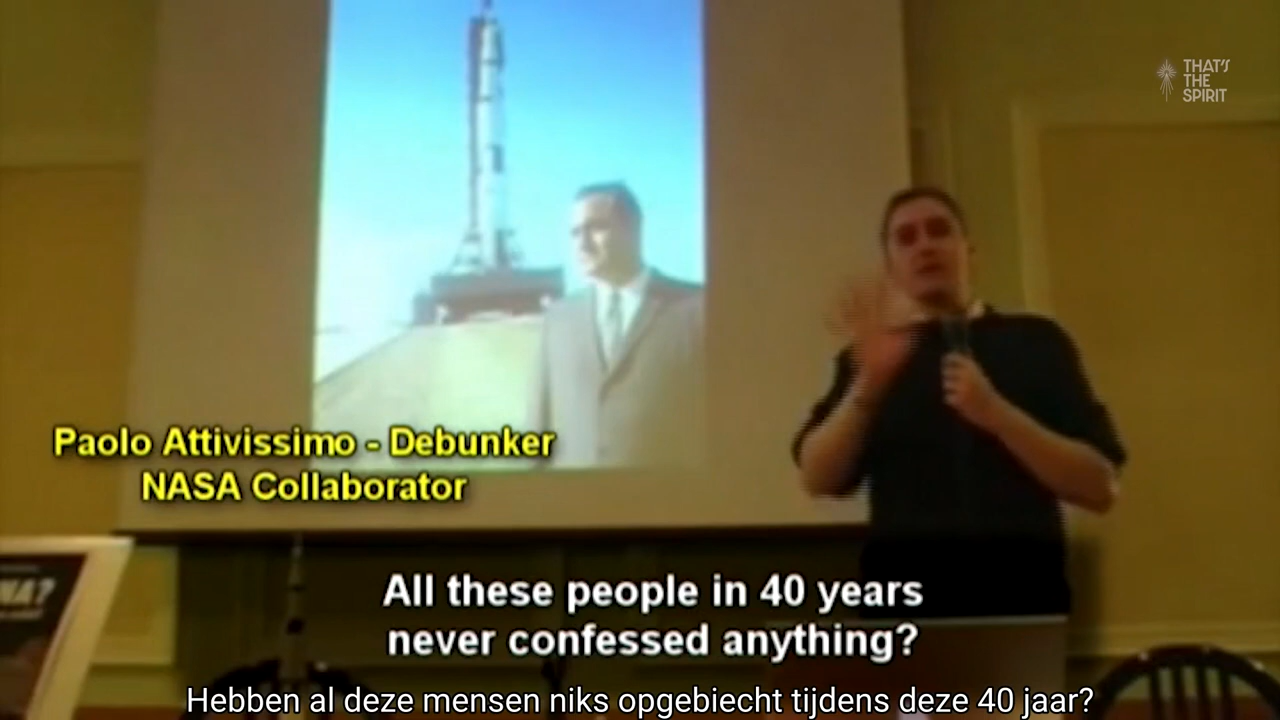 THAT'S
THE
SPIRIT
Paolo Attivissimo - Debunker
NASA Collaborator
NA?
All these people in 40 years
never confessed anything?
Hebben al deze mensen niks opgebiecht tijdens deze 40 jaar?